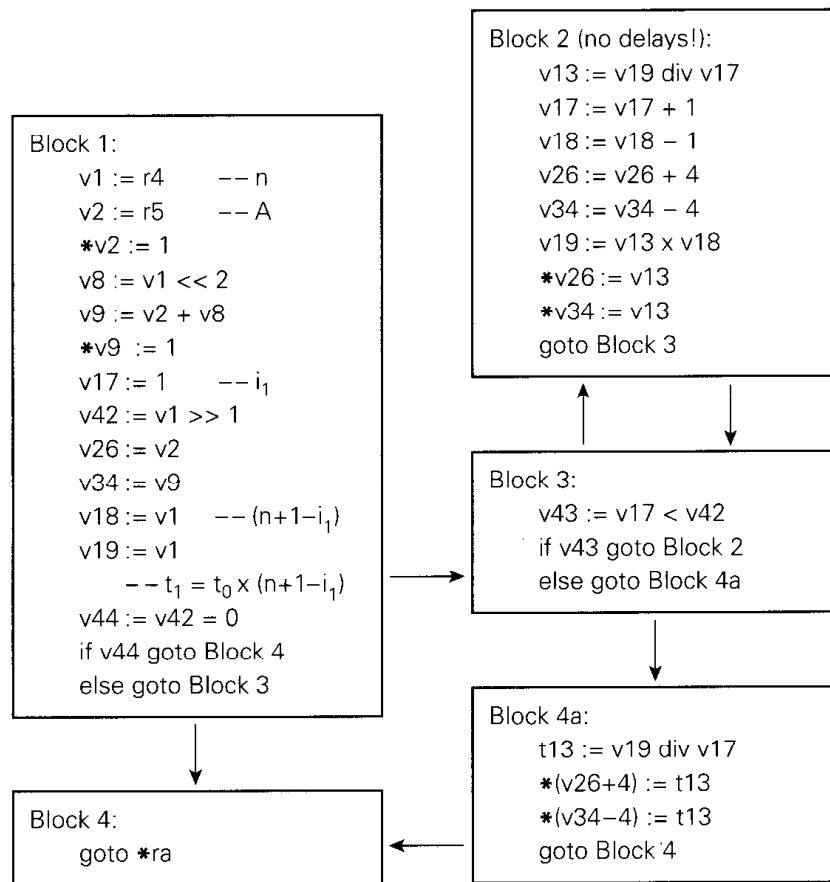 Block 1:
v1 := r4 –– n
v2 := r5 –– A
*v2 := 1
v8 := v1 << 2
v9 := v2 + v8
*v9 := 1
v17 := 1 –– i₁
v42 := v1 >> 1
v26 := v2
v34 := v9
v18 := v1 –– (n+1–i₁)
v19 := v1
–– t₁ = t₀ x (n+1–i₁)
v44 := v42 = 0
if v44 goto Block 4
else goto Block 3
Block 2 (no delays!):
v13 := v19 div v17
v17 := v17 + 1
v18 := v18 – 1
v26 := v26 + 4
v34 := v34 – 4
v19 := v13 x v18
*v26 := v13
*v34 := v13
goto Block 3
Block 3:
v43 := v17 < v42
if v43 goto Block 2
else goto Block 4a
Block 4a:
t13 := v19 div v17
*(v26+4) := t13
*(v34–4) := t13
goto Block 4
Block 4:
goto *ra